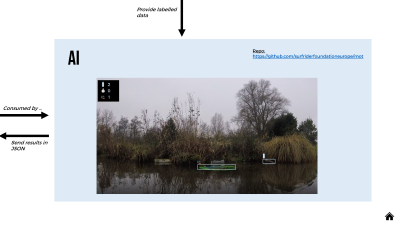 Provide labelled
data
AI
Repo:
https://github.com/surfriderfoundationeurope/mot
Consumed by ..
Send results in
JSON